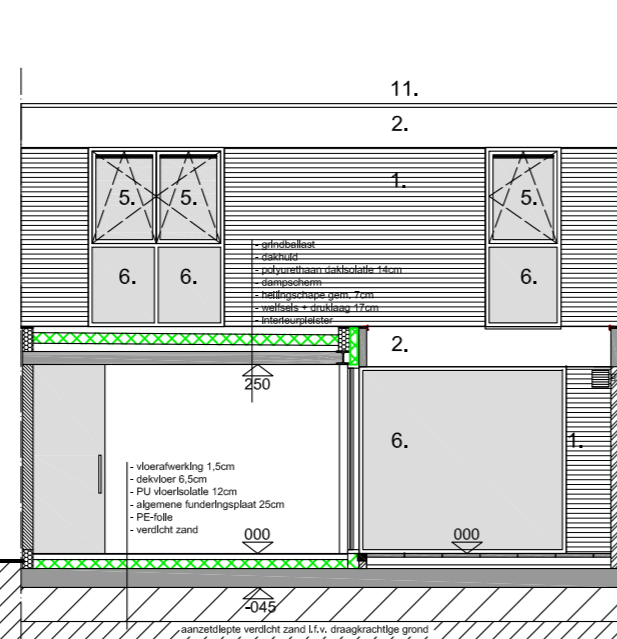 11.
2.
1.
5. 5. 5.
6. 6. 6.
- grindballast
- dakhuid
- polyurethaan dakisolatie 14cm
- dampscherm
- hellingschape gem. 7cm
- welfsels + druklaag 17cm
- interieurpleister
2.
250
6.
1.
- vloerafwerking 1,5cm
- dekvloer 6,5cm
- PU vloerisolatie 12cm
- algemene funderingsplaat 25cm
- PE-folie
- verdicht zand
000 000
-045
aanzetdiepte verdicht zand i.f.v. draagkrachtige grond